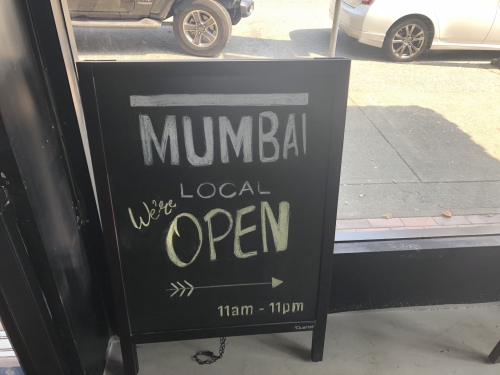 MUMBAI
LOCAL
We're
OPEN
11am - 11pm